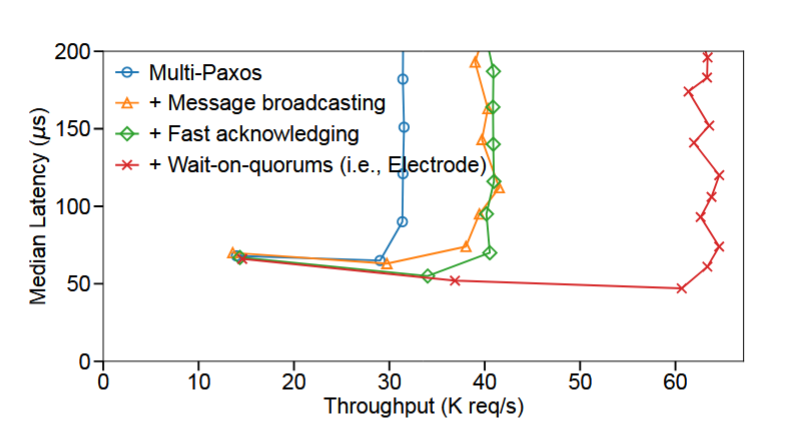 200
150
100
50
0
Median Latency (μs)
Multi-Paxos
+ Message broadcasting
+ Fast acknowledging
+ Wait-on-quorums (i.e., Electrode)
0 10 20 30 40 50 60
Throughput (K req/s)